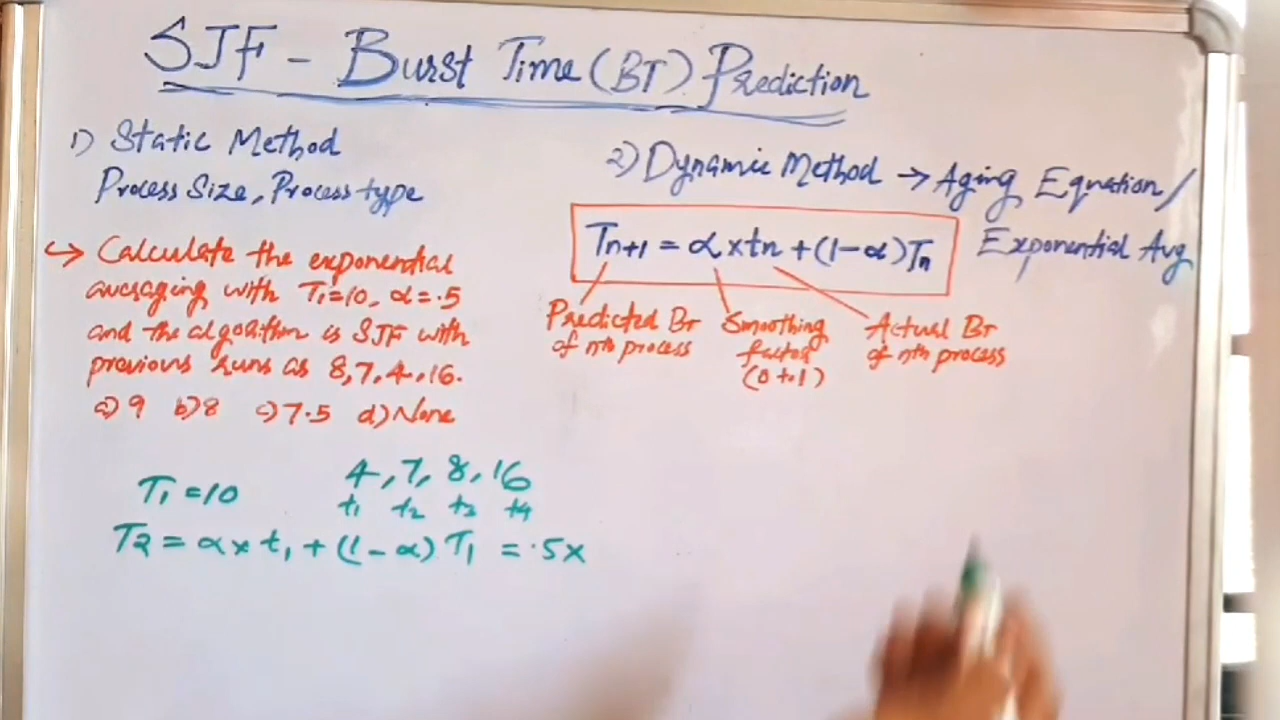 SJF - Burst Time (BT) Prediction
1) Static Method
Process Size, Process type
↪ Calculate the exponential
averaging with T1=10, α=.5
and the algorithm is SJF with
previous runs as 8,7,4,16.
a) 9 b) 8 c) 7.5 d) None
2) Dynamic Method → Aging Equation/
Exponential Avg
Tn+1 = α x tn + (1-α) Tn
Predicted BT
of nth process
Smoothing
factor
(0 to 1)
Actual BT
of nth process
T1 = 10
4, 7, 8, 16
t1 t2 t3 t4
T2 = α x t1 + (1-α) T1 = .5x